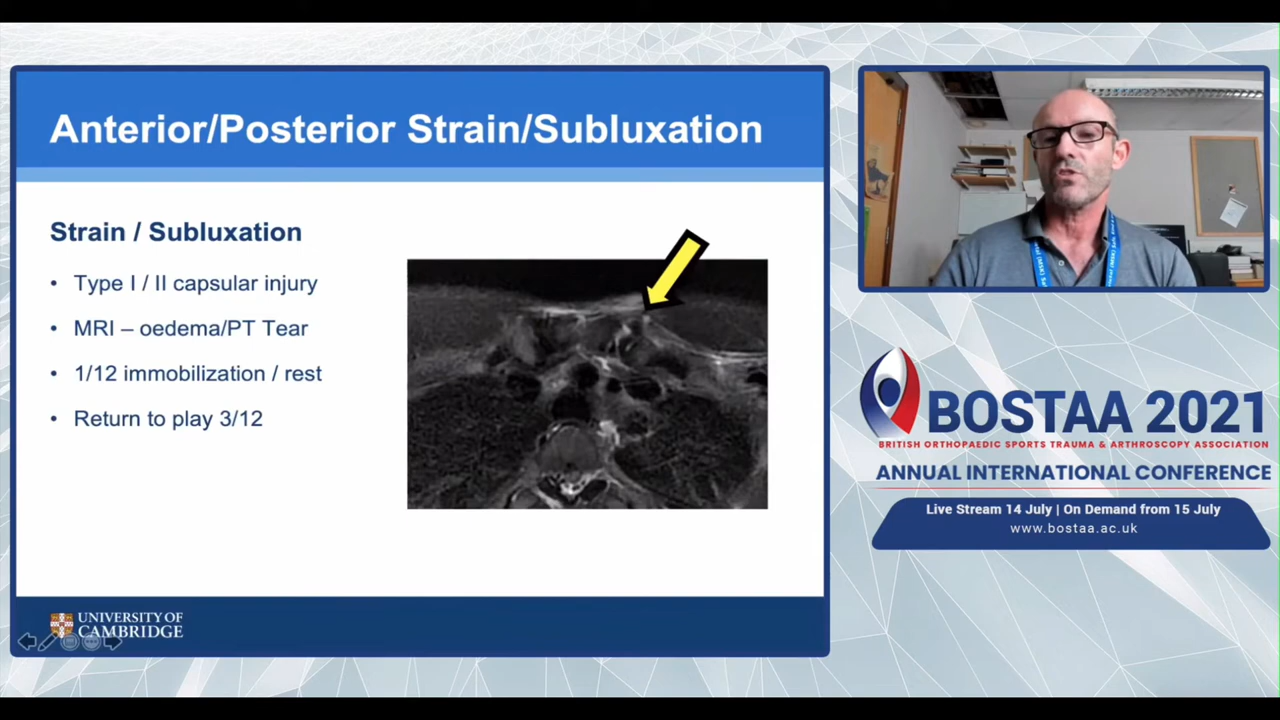 Anterior/Posterior Strain/Subluxation
Strain / Subluxation
• Type I / II capsular injury
• MRI – oedema/PT Tear
• 1/12 immobilization / rest
• Return to play 3/12
UNIVERSITY OF
CAMBRIDGE
BOSTAA 2021
BRITISH ORTHOPAEDIC SPORTS TRAUMA & ARTHROSCOPY ASSOCIATION
ANNUAL INTERNATIONAL CONFERENCE
Live Stream 14 July | On Demand from 15 July
www.bostaa.ac.uk